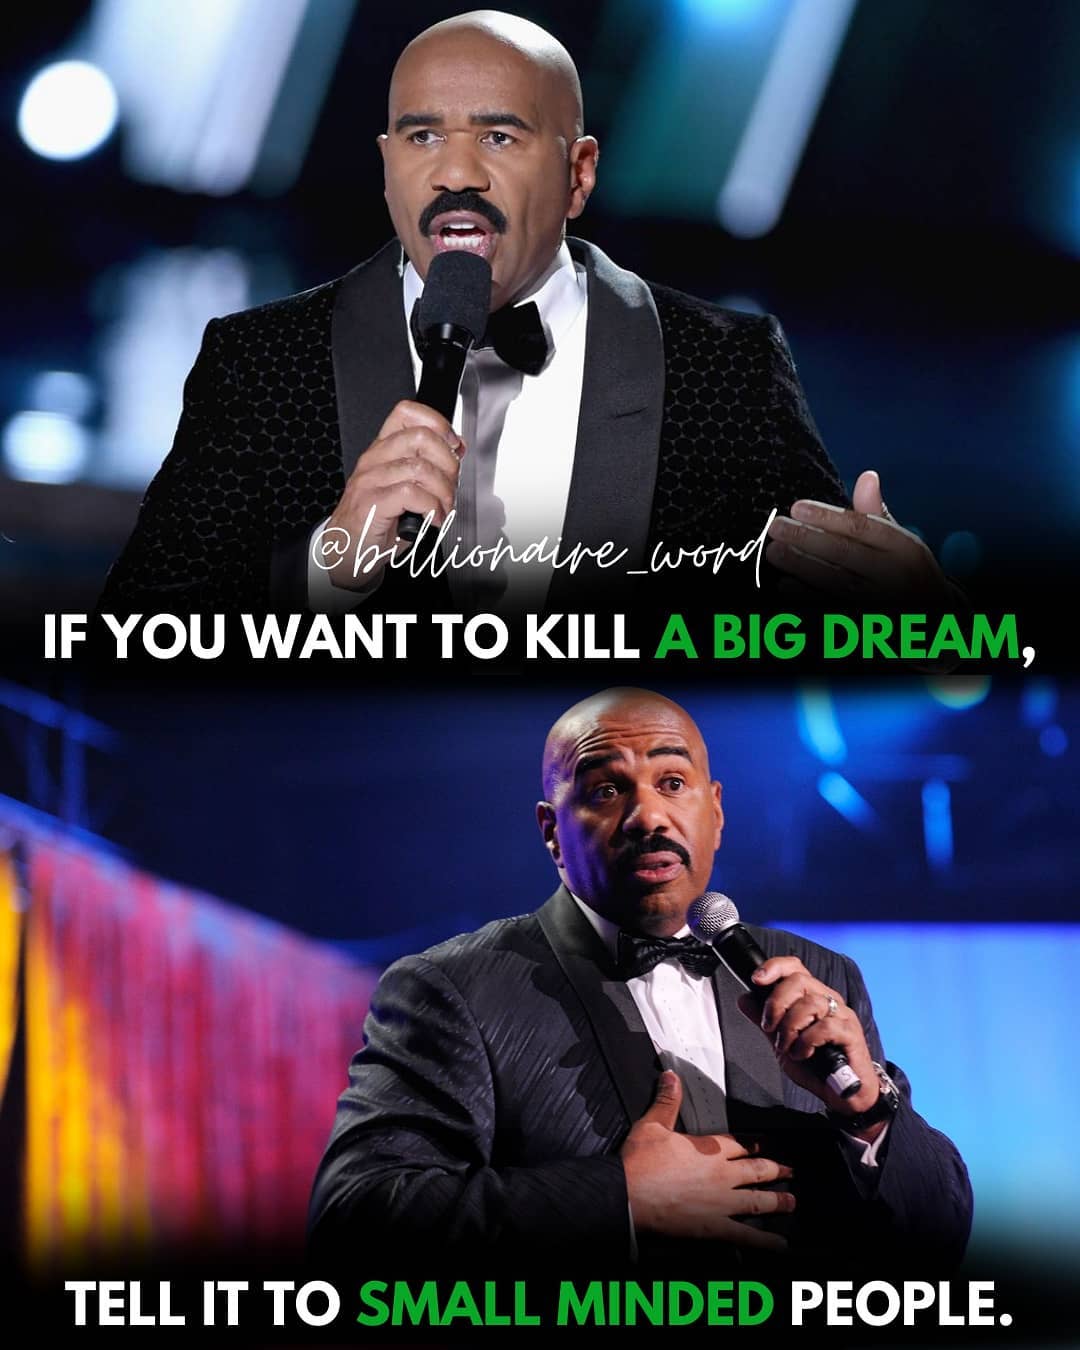 @billionaire_word
IF YOU WANT TO KILL A BIG DREAM,
TELL IT TO SMALL MINDED PEOPLE.